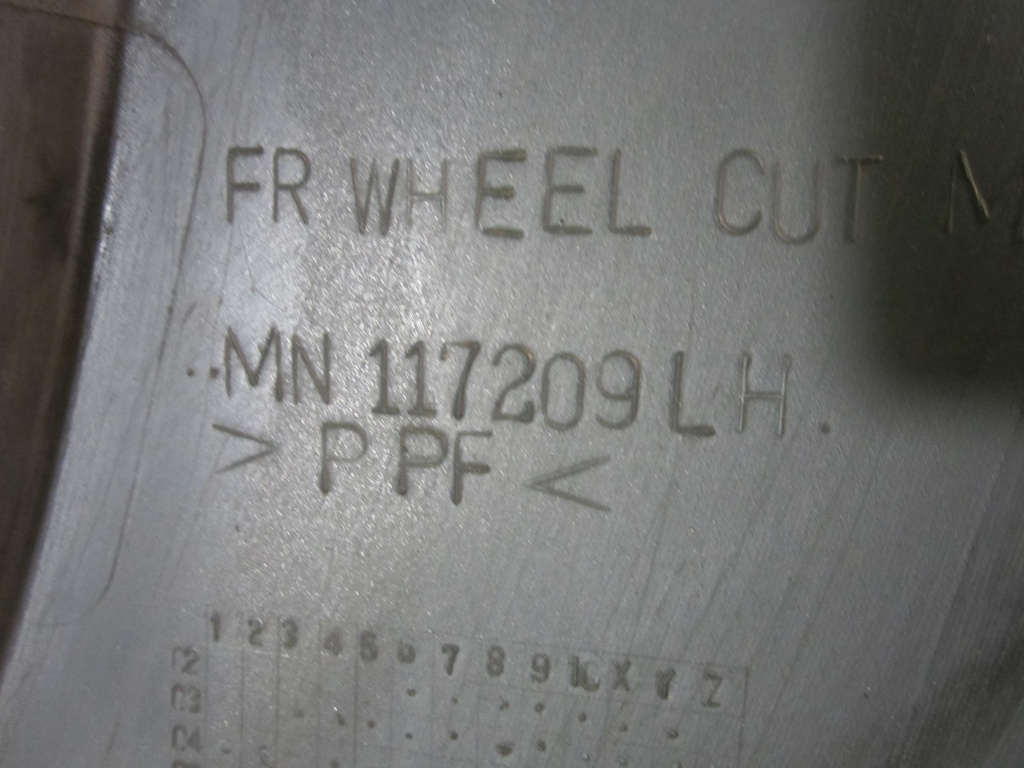 FR WHEEL CUT
MN 117209 LH.
> PPF <
1 2 3 4 5 6 7 8 9 10 X Y Z
02
03
04